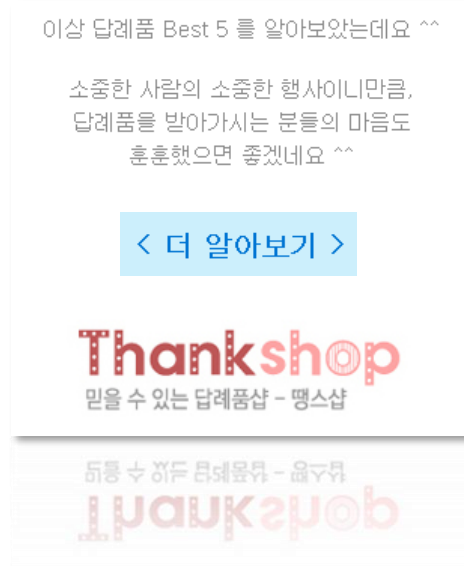 이상 답례품 Best 5 를 알아보았는데요 ^^
소중한 사람의 소중한 행사이니만큼,
답례품을 받아가시는 분들의 마음도
훈훈했으면 좋겠네요 ^^
< 더 알아보기 >
Thankshop
믿을 수 있는 답례품샵 - 땡스샵